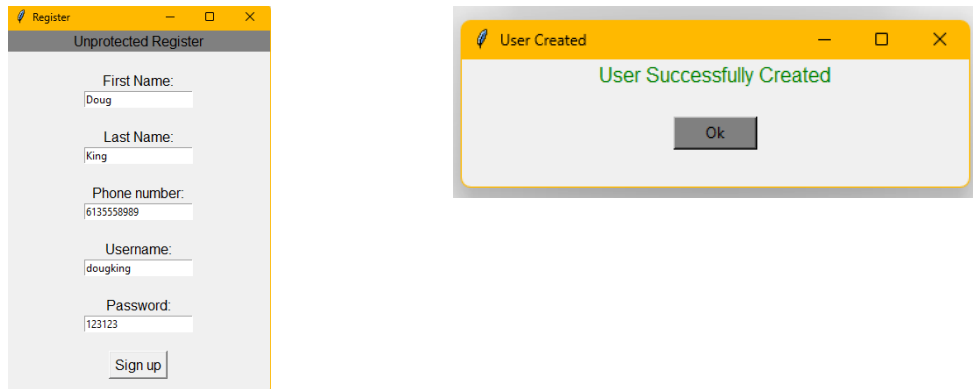 Register
Unprotected Register
First Name:
Doug
Last Name:
King
Phone number:
6135558989
Username:
dougking
Password:
123123
Sign up
User Created
User Successfully Created
Ok